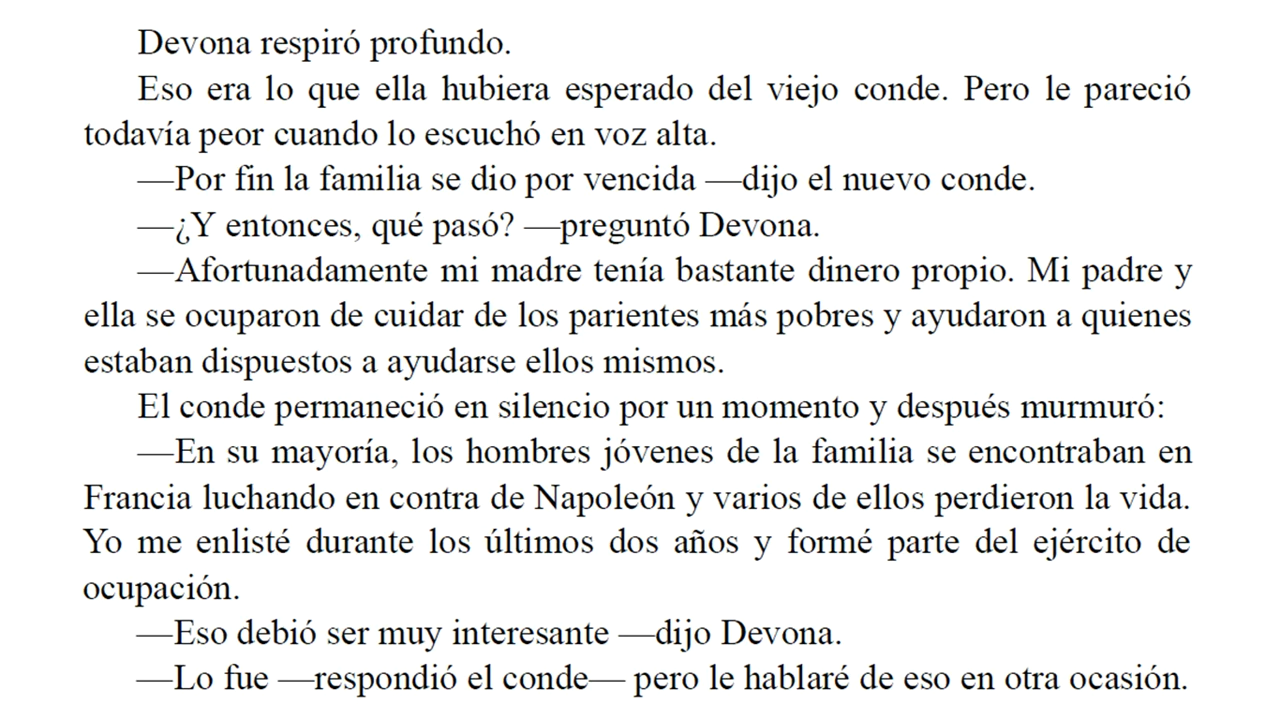 Devona respiró profundo.
Eso era lo que ella hubiera esperado del viejo conde. Pero le pareció
todavía peor cuando lo escuchó en voz alta.
—Por fin la familia se dio por vencida —dijo el nuevo conde.
—¿Y entonces, qué pasó? —preguntó Devona.
—Afortunadamente mi madre tenía bastante dinero propio. Mi padre y
ella se ocuparon de cuidar de los parientes más pobres y ayudaron a quienes
estaban dispuestos a ayudarse ellos mismos.
El conde permaneció en silencio por un momento y después murmuró:
—En su mayoría, los hombres jóvenes de la familia se encontraban en
Francia luchando en contra de Napoleón y varios de ellos perdieron la vida.
Yo me enlisté durante los últimos dos años y formé parte del ejército de
ocupación.
—Eso debió ser muy interesante —dijo Devona.
—Lo fue —respondió el conde— pero le hablaré de eso en otra ocasión.